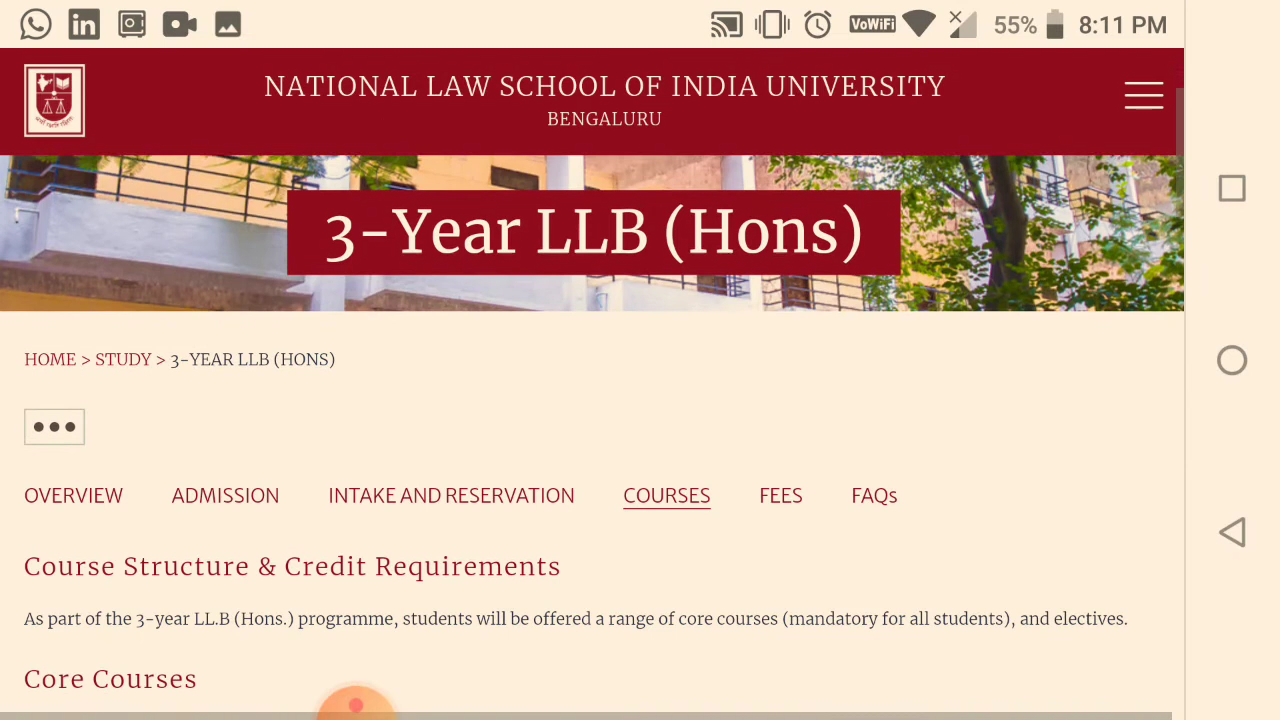 VoWiFi 55% 8:11 PM
NATIONAL LAW SCHOOL OF INDIA UNIVERSITY
BENGALURU
3-Year LLB (Hons)
HOME > STUDY > 3-YEAR LLB (HONS)
OVERVIEW ADMISSION INTAKE AND RESERVATION COURSES FEES FAQs
Course Structure & Credit Requirements
As part of the 3-year LL.B (Hons.) programme, students will be offered a range of core courses (mandatory for all students), and electives.
Core Courses